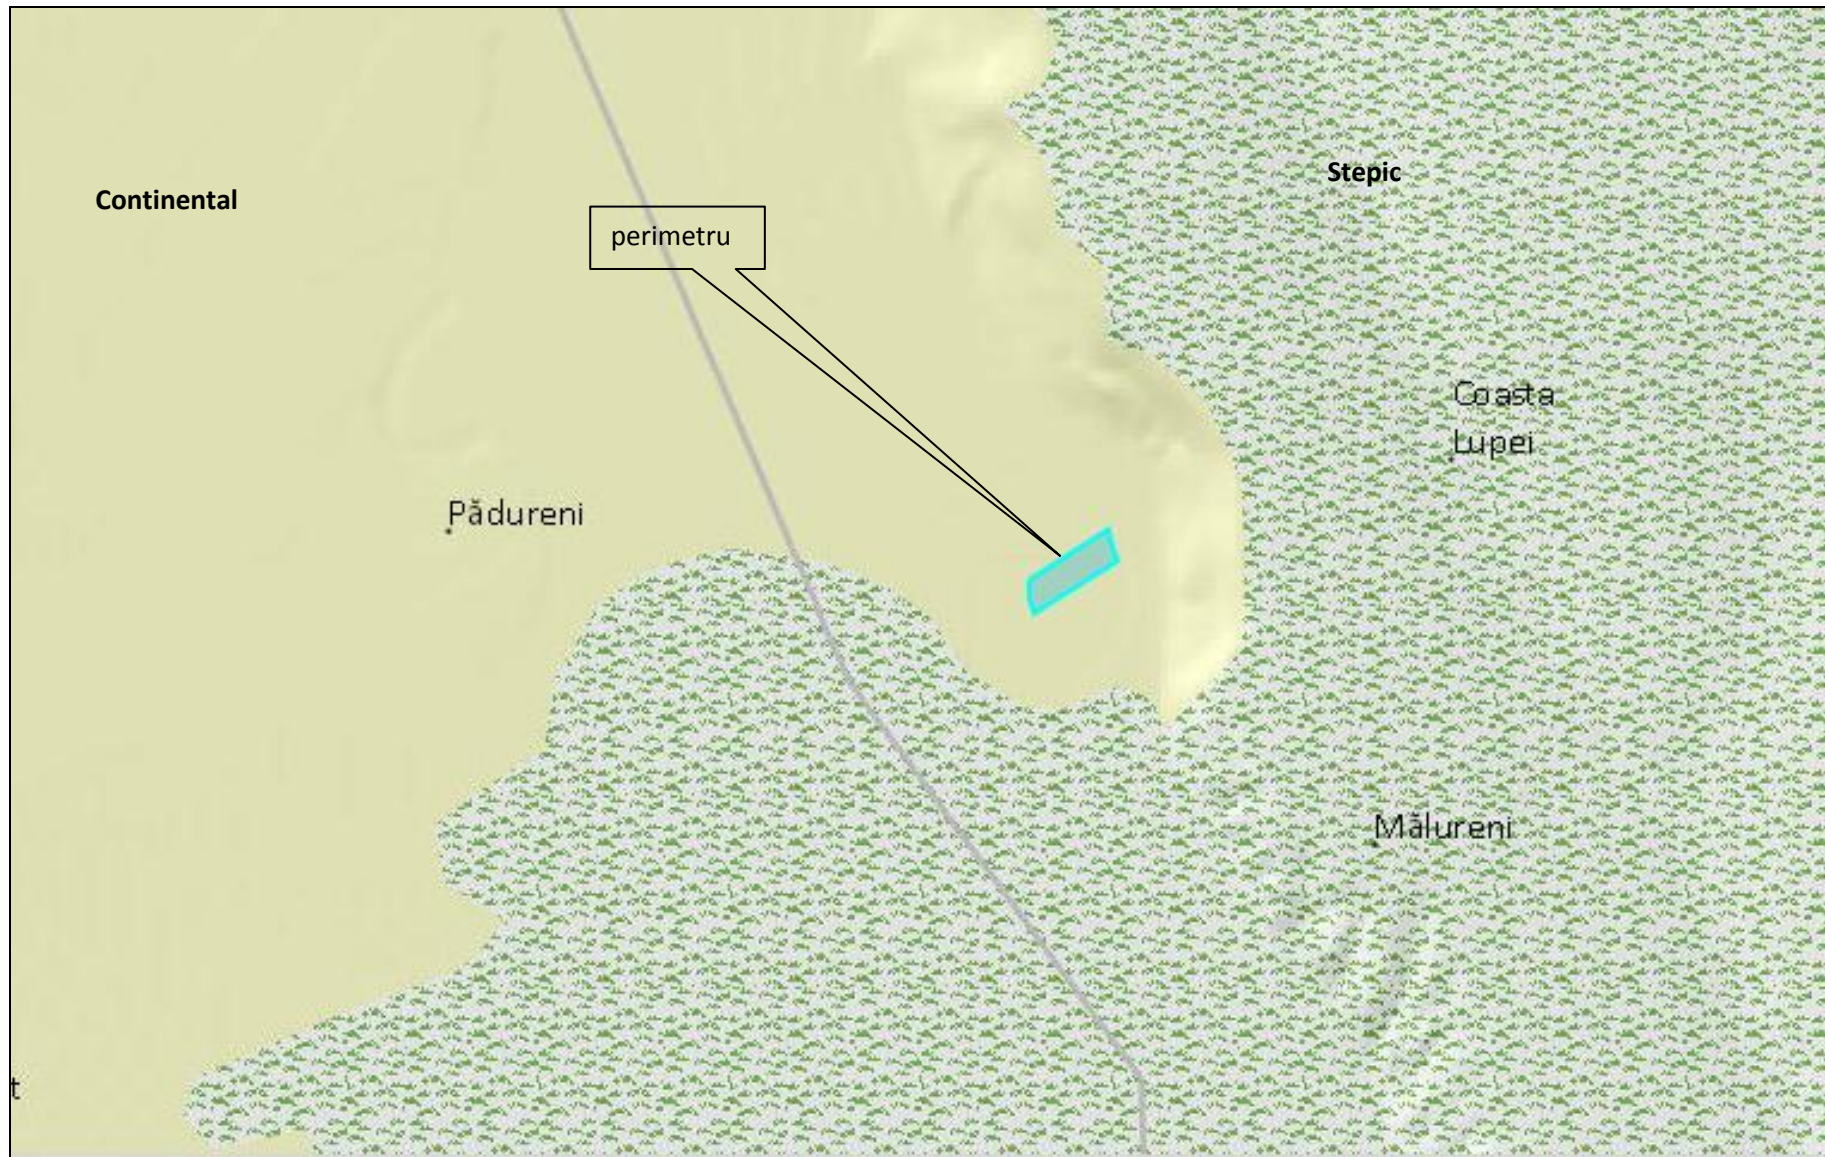 Stepic
Continental
perimetru
Coasta
Lupei
Pădureni
Mălureni
t